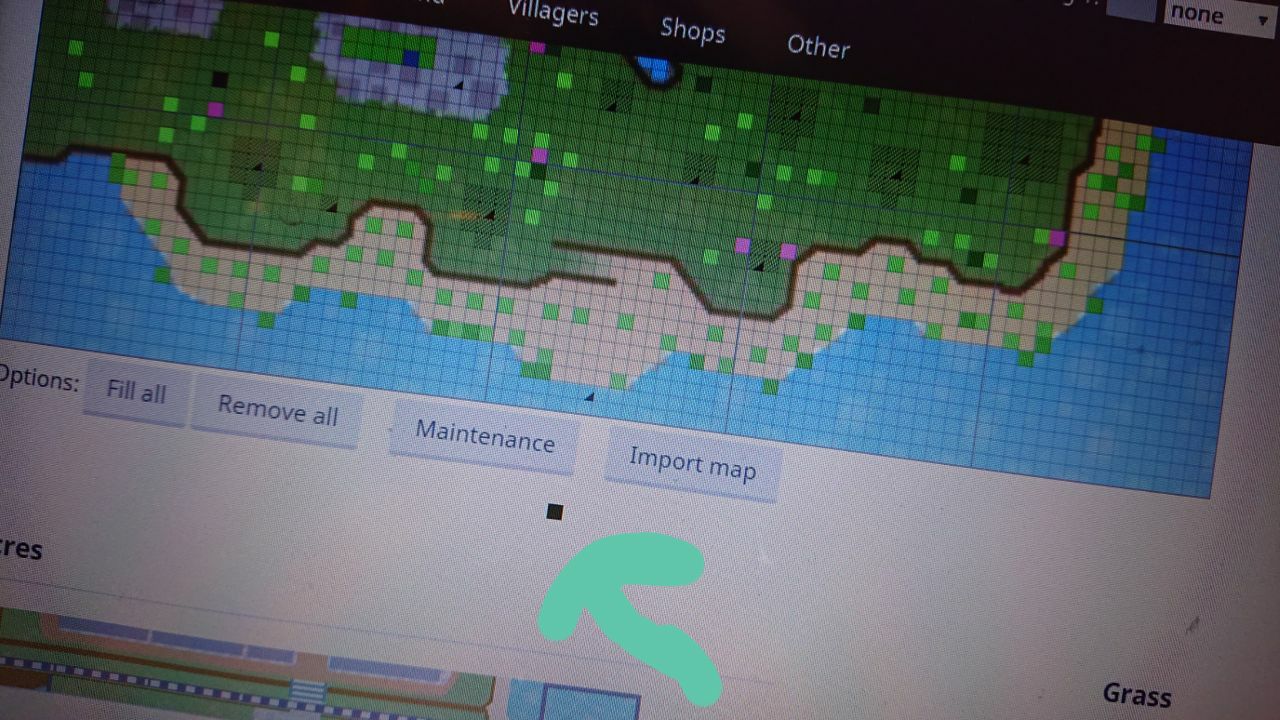 Villagers
Shops
Other
none
Options:
Fill all
Remove all
Maintenance
Import map
Grass